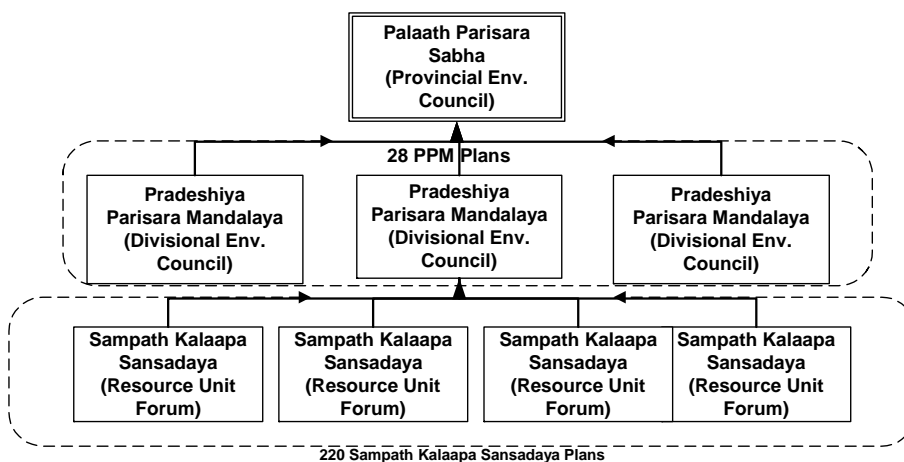 Palaath Parisara
Sabha
(Provincial Env.
Council)
28 PPM Plans
Pradeshiya
Parisara Mandalaya
(Divisional Env.
Council)
Pradeshiya
Parisara Mandalaya
(Divisional Env.
Council)
Pradeshiya
Parisara Mandalaya
(Divisional Env.
Council)
Sampath Kalaapa
Sansadaya
(Resource Unit
Forum)
Sampath Kalaapa
Sansadaya
(Resource Unit
Forum)
Sampath Kalaapa
Sansadaya
(Resource Unit
Forum)
Sampath Kalaapa
Sansadaya
(Resource Unit
Forum)
220 Sampath Kalaapa Sansadaya Plans